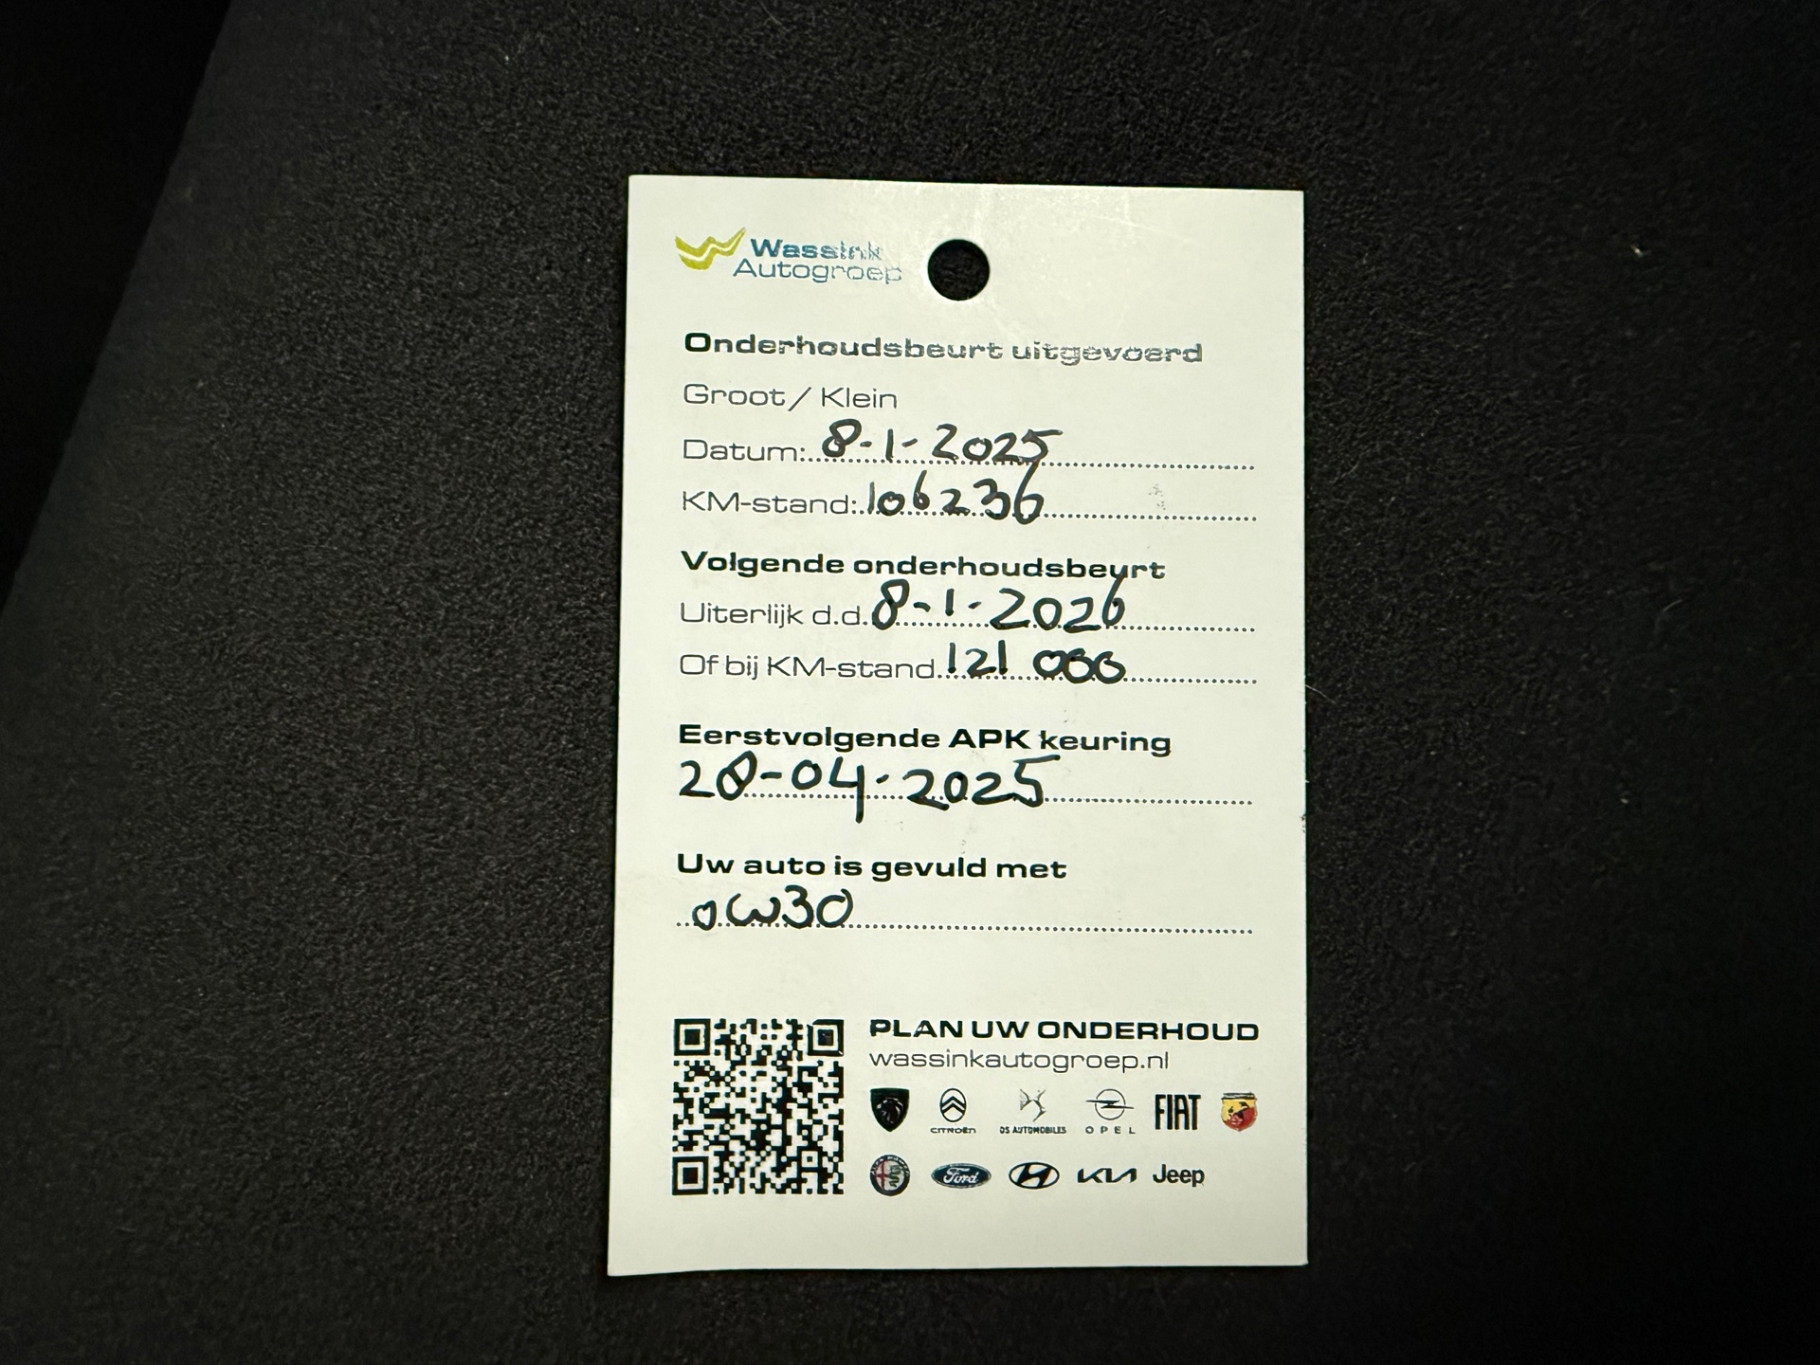 Wassink
Autogroep
Onderhoudsbeurt uitgevoerd
Groot / Klein
Datum: 8-1-2025
KM-stand: 106236
Volgende onderhoudsbeurt
Uiterlijk d.d. 8-1-2026
Of bij KM-stand 121 000
Eerstvolgende APK keuring
28-04-2025
Uw auto is gevuld met
0W30
PLAN UW ONDERHOUD
wassinkautogroep.nl
CITROËN DS AUTOMOBILES OPEL FIAT
Ford KIA Jeep